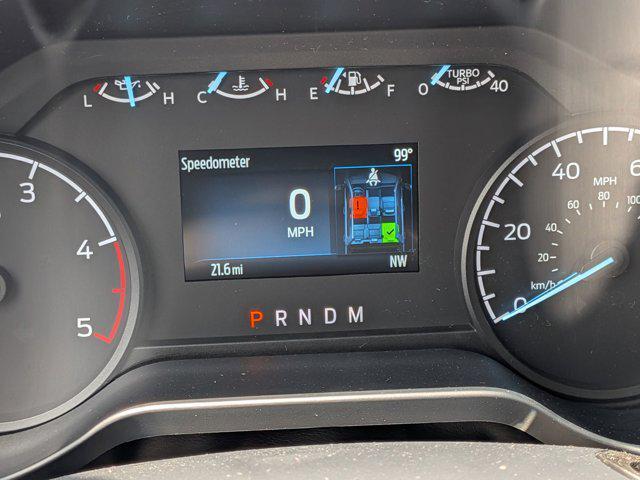 L H
C H
E F
TURBO
PSI
0 40
Speedometer
99°
0
MPH
21.6 mi
NW
P R N D M
3
4
5
0
20
40
MPH
20
40
60
80
100
km/h